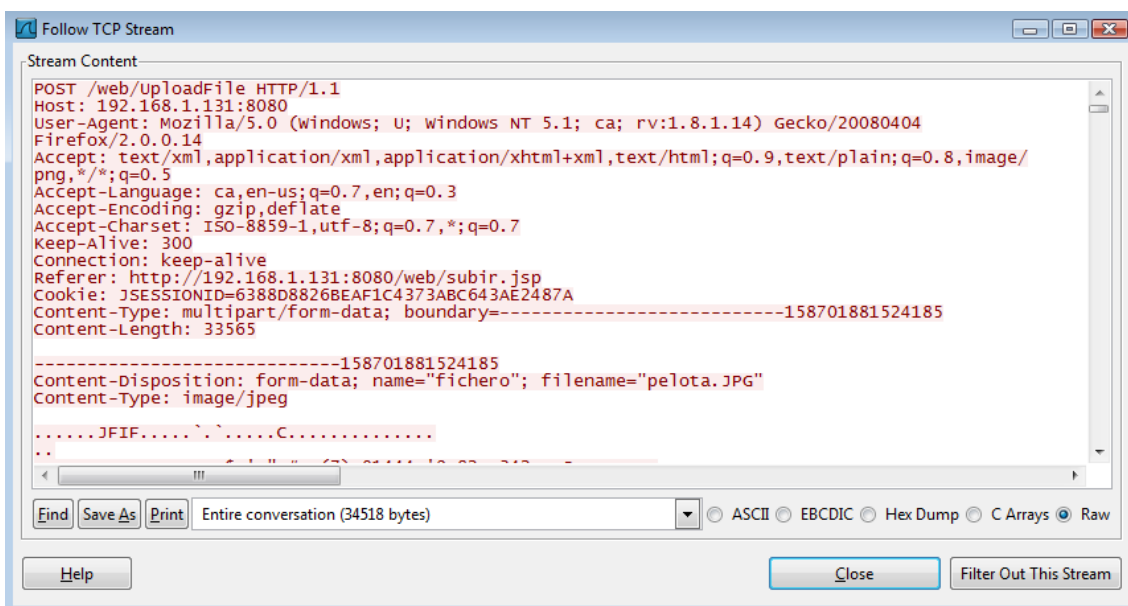 Follow TCP Stream
Stream Content
POST /web/UploadFile HTTP/1.1
Host: 192.168.1.131:8080
User-Agent: Mozilla/5.0 (Windows; U; Windows NT 5.1; ca; rv:1.8.1.14) Gecko/20080404
Firefox/2.0.0.14
Accept: text/xml,application/xml,application/xhtml+xml,text/html;q=0.9,text/plain;q=0.8,image/
png,*/*;q=0.5
Accept-Language: ca,en-us;q=0.7,en;q=0.3
Accept-Encoding: gzip,deflate
Accept-Charset: ISO-8859-1,utf-8;q=0.7,*;q=0.7
Keep-Alive: 300
Connection: keep-alive
Referer: http://192.168.1.131:8080/web/subir.jsp
Cookie: JSESSIONID=6388D8826BEAF1C4373ABC643AE2487A
Content-Type: multipart/form-data; boundary=---------------------------158701881524185
Content-Length: 33565
-----------------------------158701881524185
Content-Disposition: form-data; name="fichero"; filename="pelota.JPG"
Content-Type: image/jpeg
......JFIF.....`.`.....C..............
..
Find Save As Print Entire conversation (34518 bytes) ASCII EBCDIC Hex Dump C Arrays Raw
Help Close Filter Out This Stream